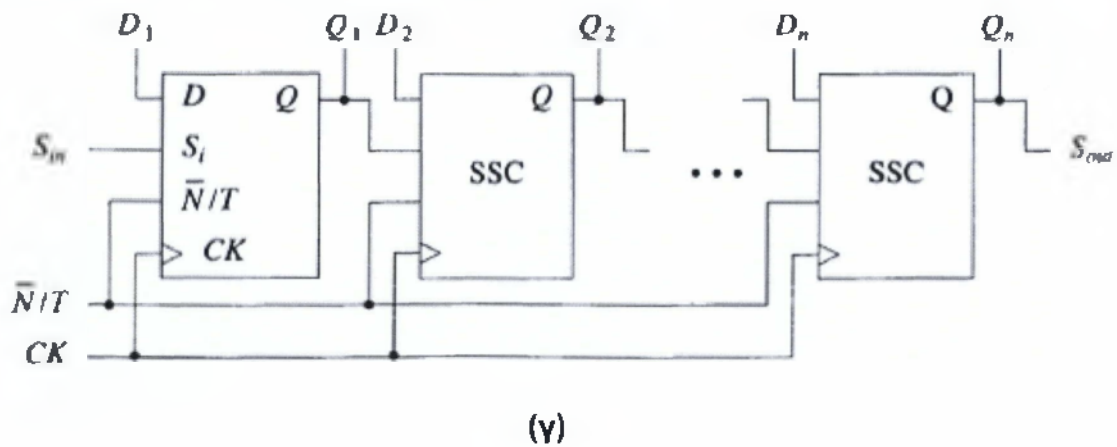 D₁ Q₁ D₂ Q₂ Dₙ Qₙ
D Q Q Q
Sᵢₙ Sᵢ SSC • • • SSC Sₒᵤₜ
N̅/T
CK
N̅/T
CK
(γ)